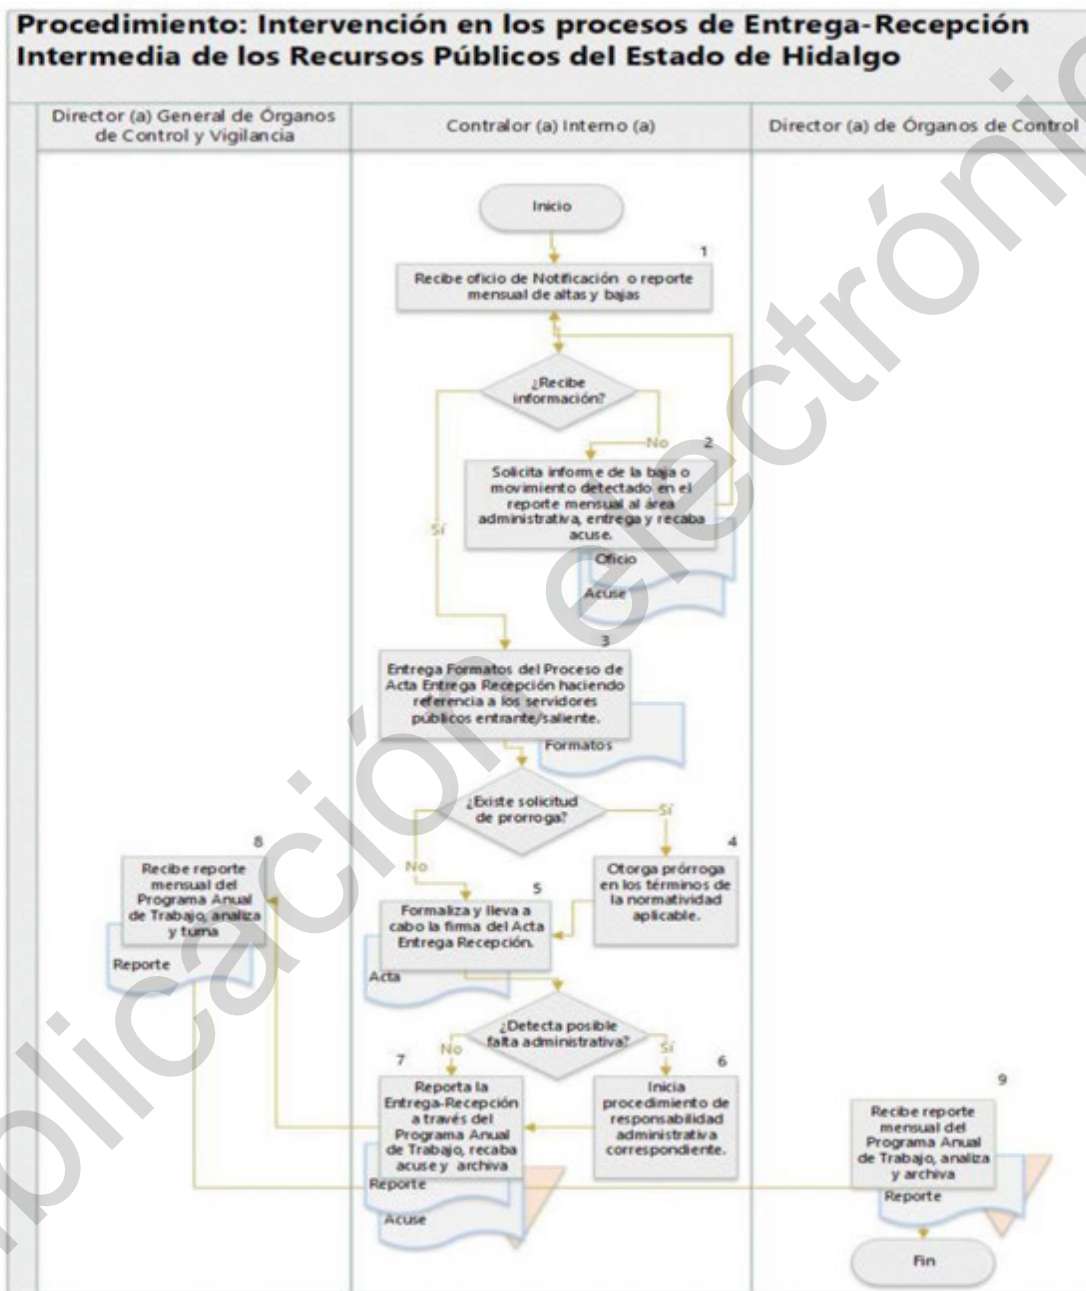 Procedimiento: Intervención en los procesos de Entrega-Recepción
Intermedia de los Recursos Públicos del Estado de Hidalgo
Director (a) General de Órganos
de Control y Vigilancia
Contralor (a) Interno (a)
Director (a) de Órganos de Control
Inicio
1
Recibe oficio de Notificación o reporte
mensual de altas y bajas
¿Recibe
información?
No
Sí
2
Solicita informe de la baja o
movimiento detectado en el
reporte mensual al área
administrativa, entrega y recaba
acuse.
Oficio
Acuse
3
Entrega Formatos del Proceso de
Acta Entrega Recepción haciendo
referencia a los servidores
públicos entrante/saliente.
Formatos
¿Existe solicitud
de prorroga?
Sí
No
4
Otorga prórroga
en los términos de
la normatividad
aplicable.
5
Formaliza y lleva a
cabo la firma del Acta
Entrega Recepción.
Acta
¿Detecta posible
falta administrativa?
No
Sí
6
Inicia
procedimiento de
responsabilidad
administrativa
correspondiente.
7
Reporta la
Entrega-Recepción
a través del
Programa Anual
de Trabajo, recaba
acuse y archiva
Reporte
Acuse
8
Recibe reporte
mensual del
Programa Anual
de Trabajo, analiza
y turna
Reporte
9
Recibe reporte
mensual del
Programa Anual
de Trabajo, analiza
y archiva
Reporte
Fin
blicación electrónic